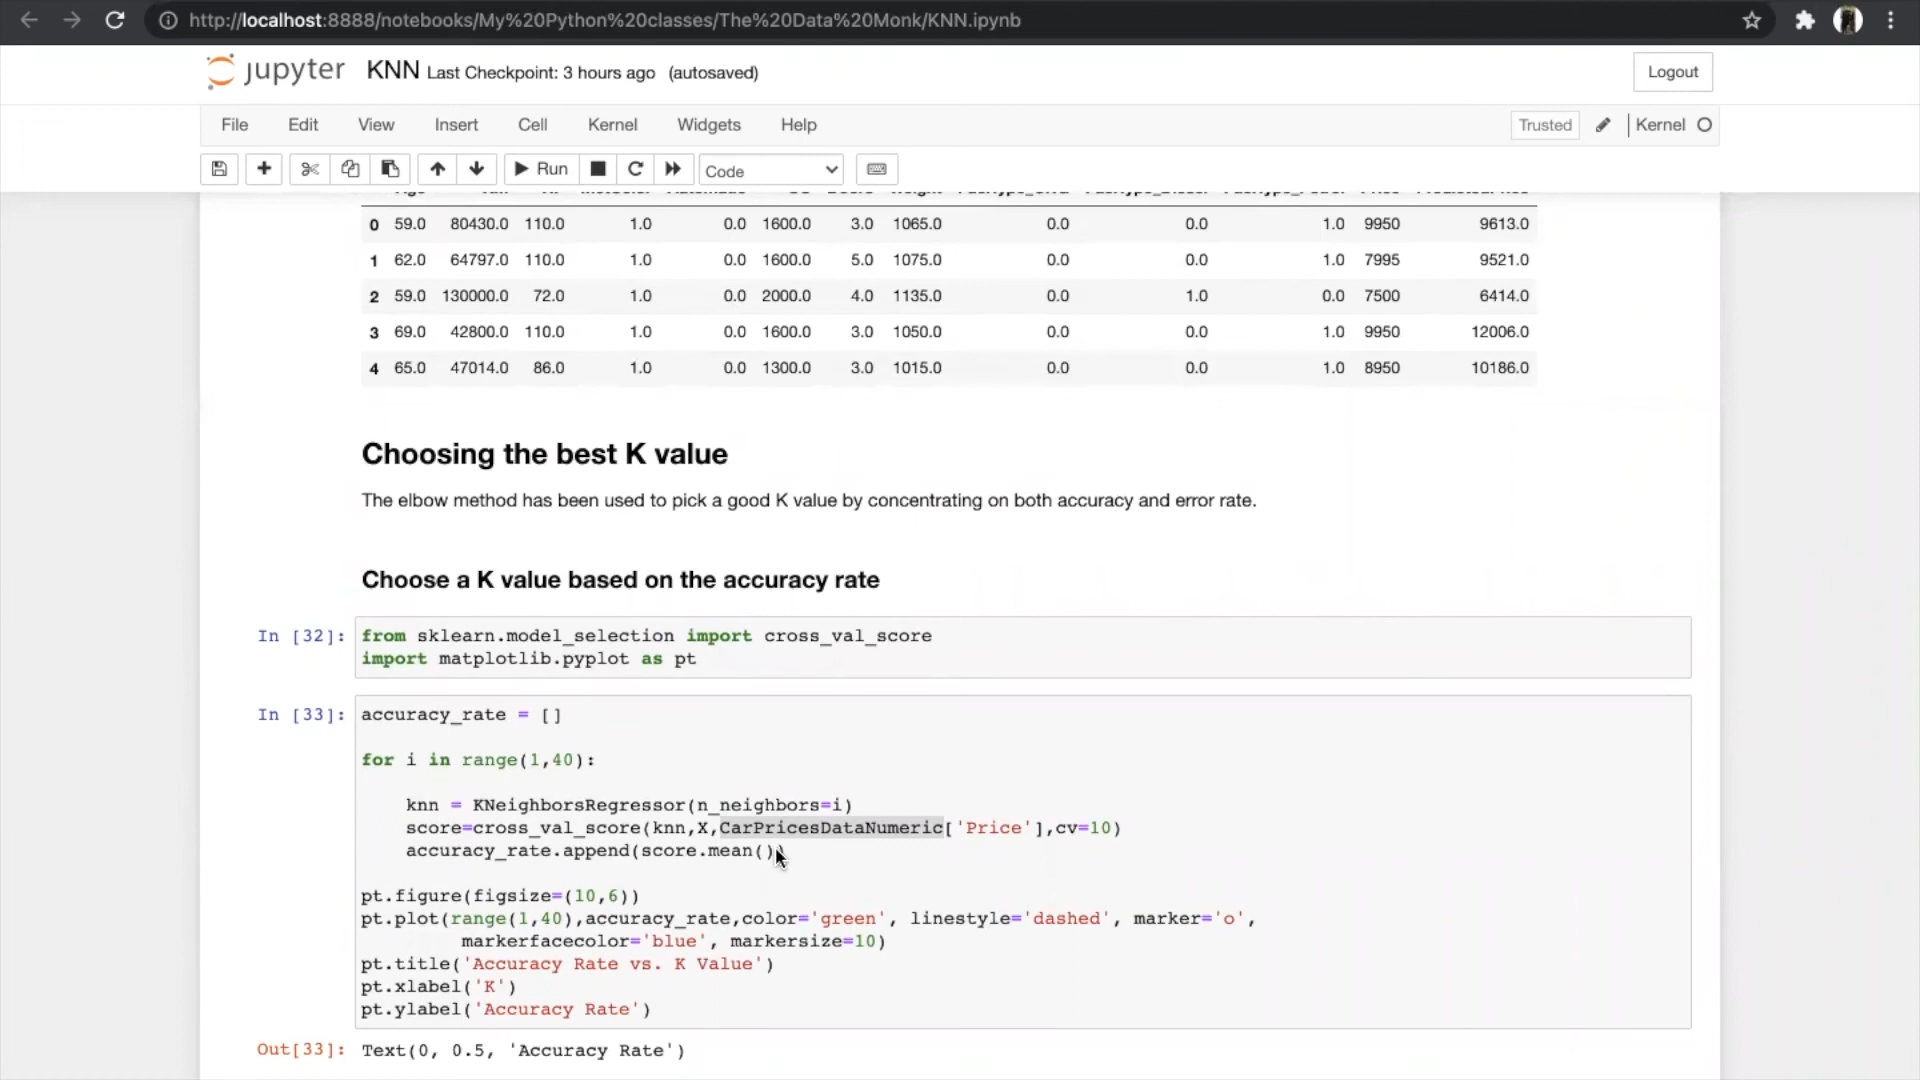 http://localhost:8888/notebooks/My%20Python%20classes/The%20Data%20Monk/KNN.ipynb
jupyter KNN Last Checkpoint: 3 hours ago (autosaved)
Logout
File Edit View Insert Cell Kernel Widgets Help
Trusted Kernel
Run Code
0 59.0 80430.0 110.0 1.0 0.0 1600.0 3.0 1065.0 0.0 0.0 1.0 9950 9613.0
1 62.0 64797.0 110.0 1.0 0.0 1600.0 5.0 1075.0 0.0 0.0 1.0 7995 9521.0
2 59.0 130000.0 72.0 1.0 0.0 2000.0 4.0 1135.0 0.0 1.0 0.0 7500 6414.0
3 69.0 42800.0 110.0 1.0 0.0 1600.0 3.0 1050.0 0.0 0.0 1.0 9950 12006.0
4 65.0 47014.0 86.0 1.0 0.0 1300.0 3.0 1015.0 0.0 0.0 1.0 8950 10186.0
Choosing the best K value
The elbow method has been used to pick a good K value by concentrating on both accuracy and error rate.
Choose a K value based on the accuracy rate
In [32]: from sklearn.model_selection import cross_val_score
import matplotlib.pyplot as pt
In [33]: accuracy_rate = []
for i in range(1,40):
knn = KNeighborsRegressor(n_neighbors=i)
score=cross_val_score(knn,X,CarPricesDataNumeric['Price'],cv=10)
accuracy_rate.append(score.mean())
pt.figure(figsize=(10,6))
pt.plot(range(1,40),accuracy_rate,color='green', linestyle='dashed', marker='o',
markerfacecolor='blue', markersize=10)
pt.title('Accuracy Rate vs. K Value')
pt.xlabel('K')
pt.ylabel('Accuracy Rate')
Out[33]: Text(0, 0.5, 'Accuracy Rate')